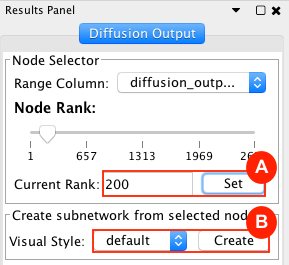 Results Panel
Diffusion Output
Node Selector
Range Column: diffusion_outp...
Node Rank:
1 657 1313 1969 26
A
Current Rank: 200 Set
Create subnetwork from selected nod
B
Visual Style: default Create